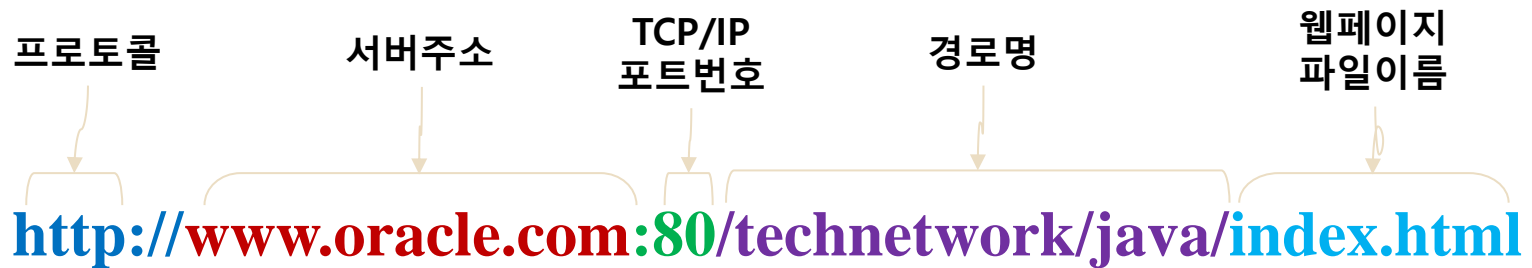 프로토콜
서버주소
TCP/IP
포트번호
경로명
웹페이지
파일이름
http://www.oracle.com:80/technetwork/java/index.html